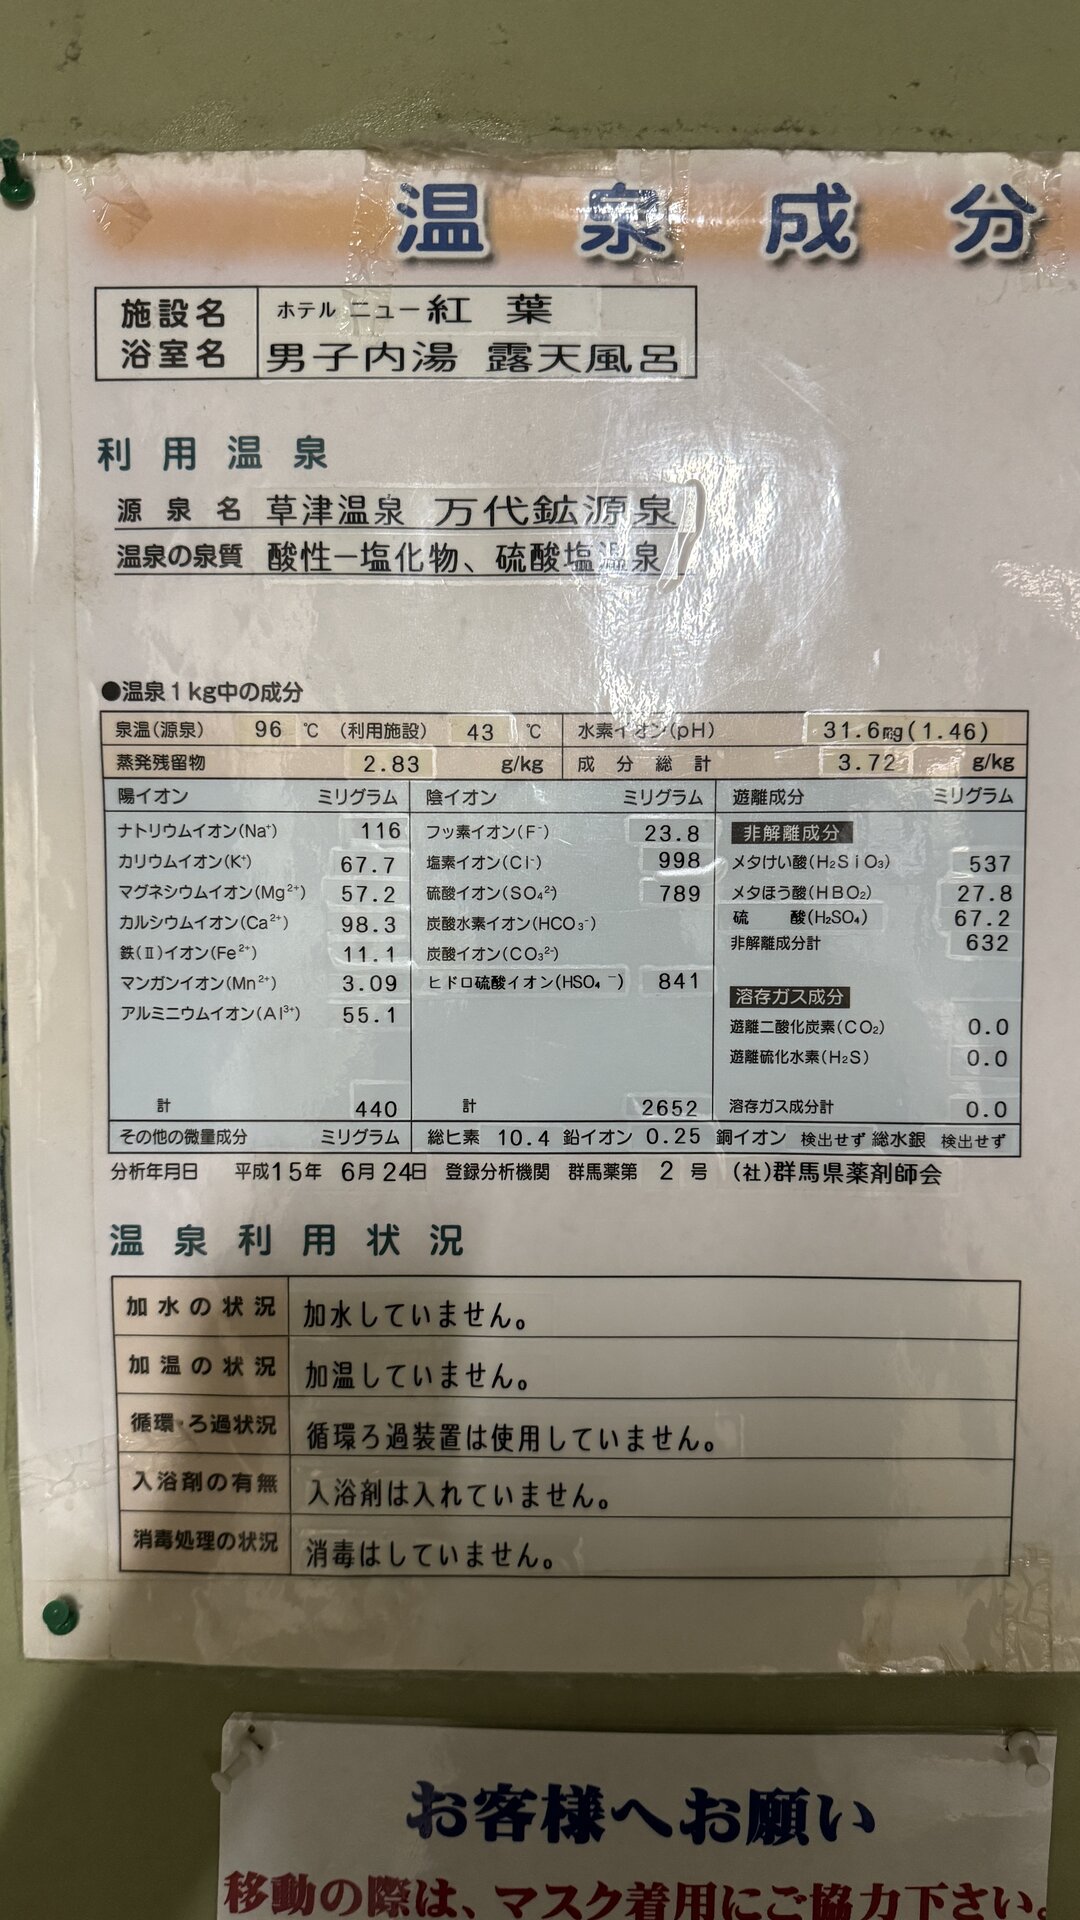 温泉成分
施設名 ホテル ニュー紅葉
浴室名 男子内湯 露天風呂
利用温泉
源泉名 草津温泉 万代鉱源泉
温泉の泉質 酸性ー塩化物、硫酸塩温泉
●温泉1kg中の成分
泉温(源泉) 96 ℃ (利用施設) 43 ℃ 水素イオン(pH) 31.6mg(1.46)
蒸発残留物 2.83 g/kg 成分総計 3.72 g/kg
陽イオン ミリグラム 陰イオン ミリグラム 遊離成分 ミリグラム
ナトリウムイオン(Na⁺) 116 フッ素イオン(F⁻) 23.8 非解離成分
カリウムイオン(K⁺) 67.7 塩素イオン(Cl⁻) 998 メタけい酸(H₂SiO₃) 537
マグネシウムイオン(Mg²⁺) 57.2 硫酸イオン(SO₄²⁻) 789 メタほう酸(HBO₂) 27.8
カルシウムイオン(Ca²⁺) 98.3 炭酸水素イオン(HCO₃⁻) 硫酸(H₂SO₄) 67.2
鉄(Ⅱ)イオン(Fe²⁺) 11.1 炭酸イオン(CO₃²⁻) 非解離成分計 632
マンガンイオン(Mn²⁺) 3.09 ヒドロ硫酸イオン(HSO₄⁻) 841 溶存ガス成分
アルミニウムイオン(Al³⁺) 55.1 遊離二酸化炭素(CO₂) 0.0
遊離硫化水素(H₂S) 0.0
計 440 計 2652 溶存ガス成分計 0.0
その他の微量成分 ミリグラム 総ヒ素 10.4 鉛イオン 0.25 銅イオン 検出せず 総水銀 検出せず
分析年月日 平成15年 6月24日 登録分析機関 群馬薬第 2 号 (社)群馬県薬剤師会
温泉利用状況
加水の状況 加水していません。
加温の状況 加温していません。
循環・ろ過状況 循環ろ過装置は使用していません。
入浴剤の有無 入浴剤は入れていません。
消毒処理の状況 消毒はしていません。
お客様へお願い
移動の際は、マスク着用にご協力下さい。